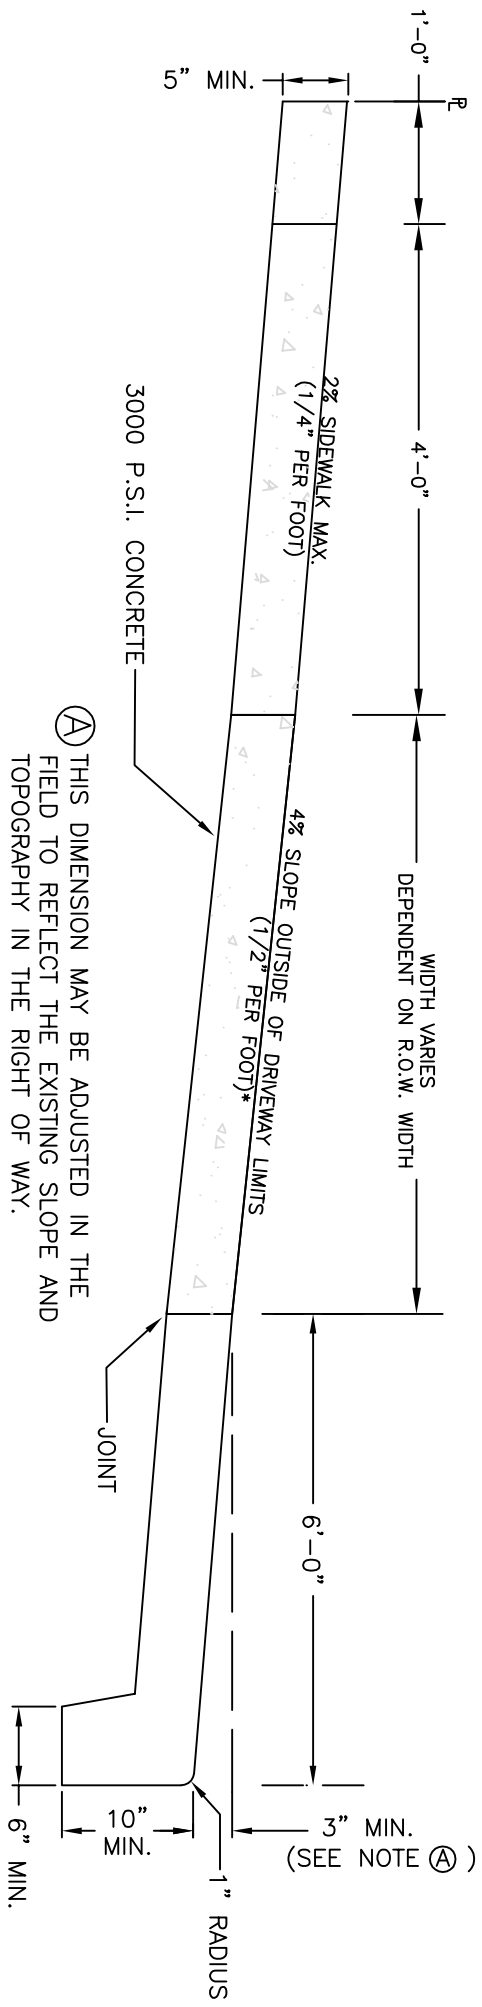 1'-0"
PL
5" MIN.
4'-0"
2% SIDEWALK MAX.
(1/4" PER FOOT)
3000 P.S.I. CONCRETE
WIDTH VARIES
DEPENDENT ON R.O.W. WIDTH
4% SLOPE OUTSIDE OF DRIVEWAY LIMITS
(1/2" PER FOOT)*
A THIS DIMENSION MAY BE ADJUSTED IN THE
FIELD TO REFLECT THE EXISTING SLOPE AND
TOPOGRAPHY IN THE RIGHT OF WAY.
JOINT
6'-0"
3" MIN.
(SEE NOTE A )
10"
MIN.
1" RADIUS
6" MIN.